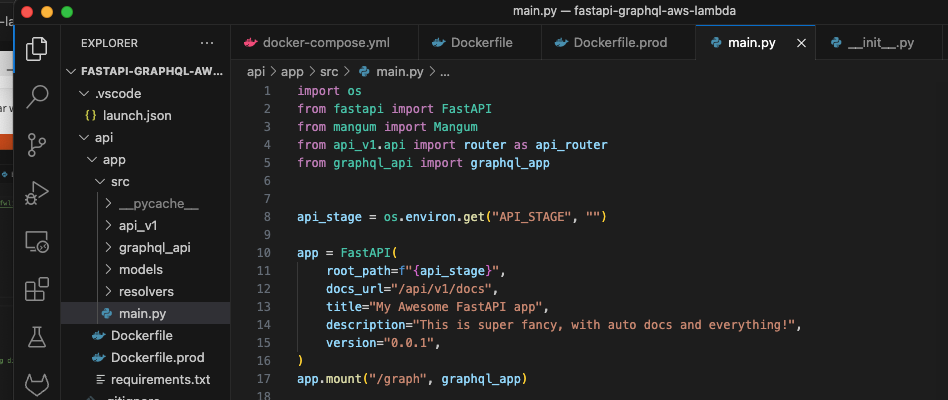 main.py — fastapi-graphql-aws-lambda
EXPLORER
docker-compose.yml
Dockerfile
Dockerfile.prod
main.py
__init__.py
FASTAPI-GRAPHQL-AW...
.vscode
launch.json
api
app
src
__pycache__
api_v1
graphql_api
models
resolvers
main.py
Dockerfile
Dockerfile.prod
requirements.txt
.gitignore
api > app > src > main.py > ...
1 import os
2 from fastapi import FastAPI
3 from mangum import Mangum
4 from api_v1.api import router as api_router
5 from graphql_api import graphql_app
6
7
8 api_stage = os.environ.get("API_STAGE", "")
9
10 app = FastAPI(
11 root_path=f"{api_stage}",
12 docs_url="/api/v1/docs",
13 title="My Awesome FastAPI app",
14 description="This is super fancy, with auto docs and everything!",
15 version="0.0.1",
16 )
17 app.mount("/graph", graphql_app)
18